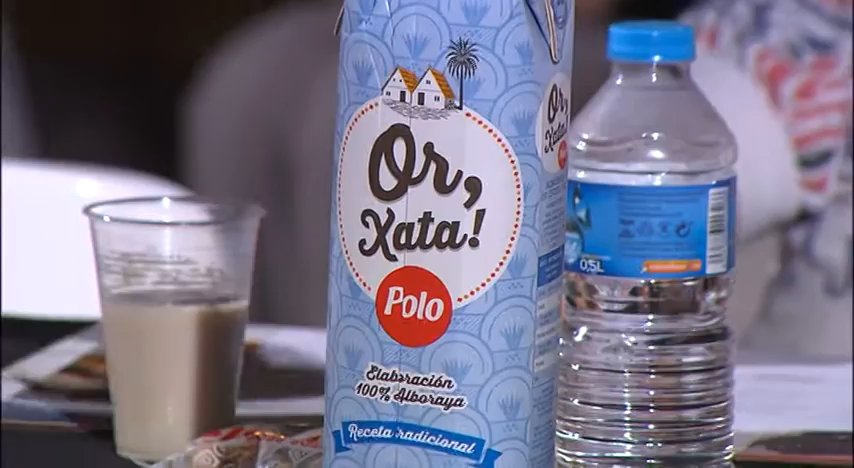 Or,
Xata!
Polo
Elaboración
100% Alboraya
Receta tradicional
Or,
Xata!
0,5L